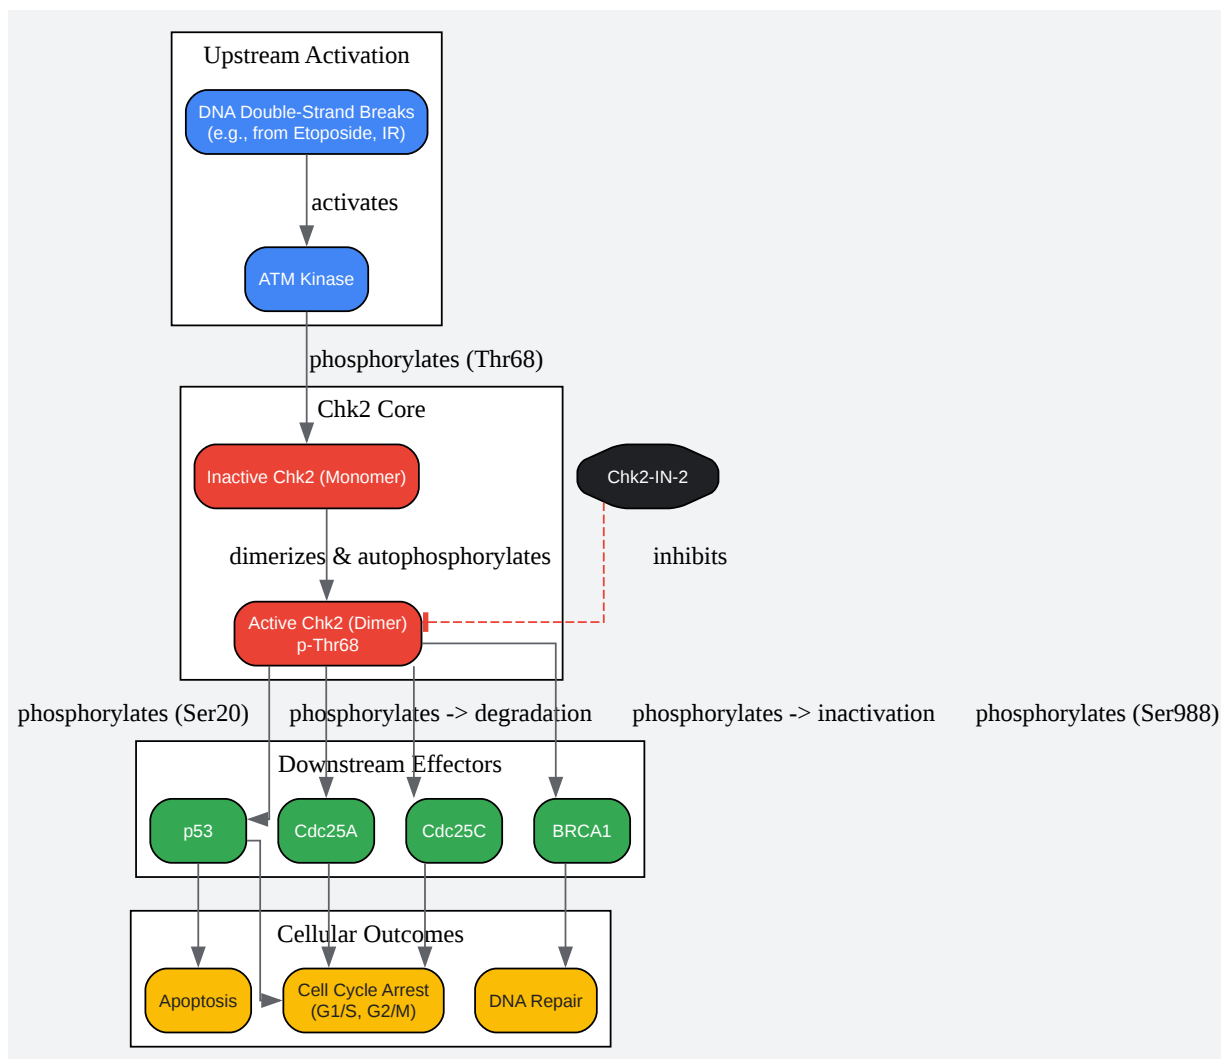 Upstream Activation
DNA Double-Strand Breaks
(e.g., from Etoposide, IR)
activates
ATM Kinase
phosphorylates (Thr68)
Chk2 Core
Inactive Chk2 (Monomer)
Chk2-IN-2
dimerizes & autophosphorylates
inhibits
Active Chk2 (Dimer)
p-Thr68
phosphorylates (Ser20)
phosphorylates -> degradation
phosphorylates -> inactivation
phosphorylates (Ser988)
Downstream Effectors
p53
Cdc25A
Cdc25C
BRCA1
Cellular Outcomes
Apoptosis
Cell Cycle Arrest
(G1/S, G2/M)
DNA Repair